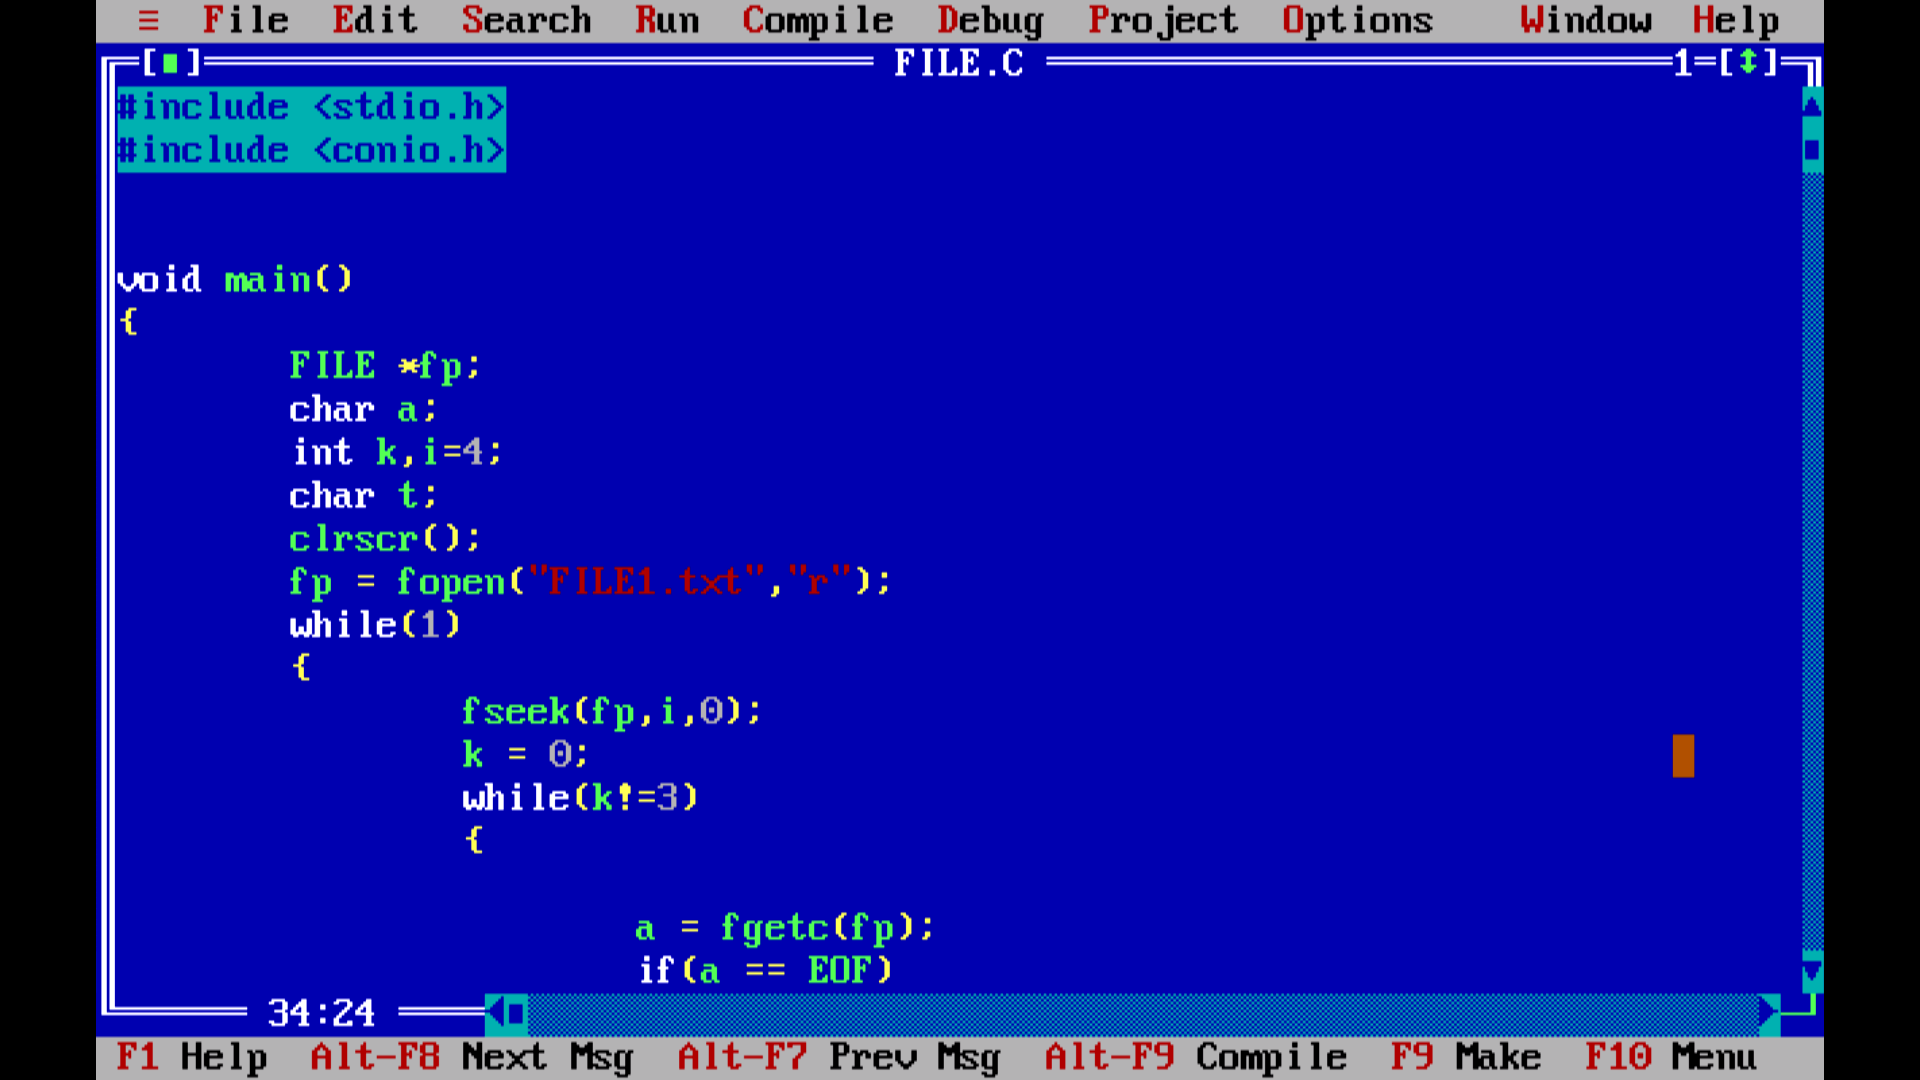 ≡ File Edit Search Run Compile Debug Project Options Window Help
[■] FILE.C 1=[↕]
#include <stdio.h>
#include <conio.h>
void main()
{
FILE *fp;
char a;
int k,i=4;
char t;
clrscr();
fp = fopen("FILE1.txt","r");
while(1)
{
fseek(fp,i,0);
k = 0;
while(k!=3)
{
a = fgetc(fp);
if(a == EOF)
34:24
F1 Help Alt-F8 Next Msg Alt-F7 Prev Msg Alt-F9 Compile F9 Make F10 Menu